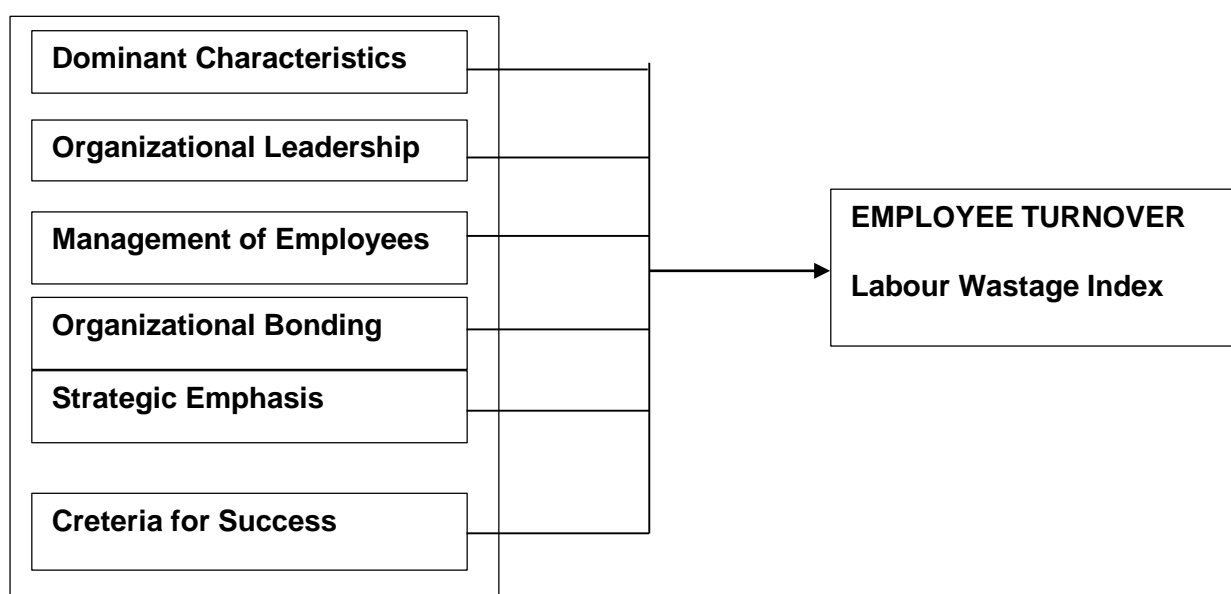 Dominant Characteristics
Organizational Leadership
Management of Employees
Organizational Bonding
Strategic Emphasis
Creteria for Success
EMPLOYEE TURNOVER
Labour Wastage Index